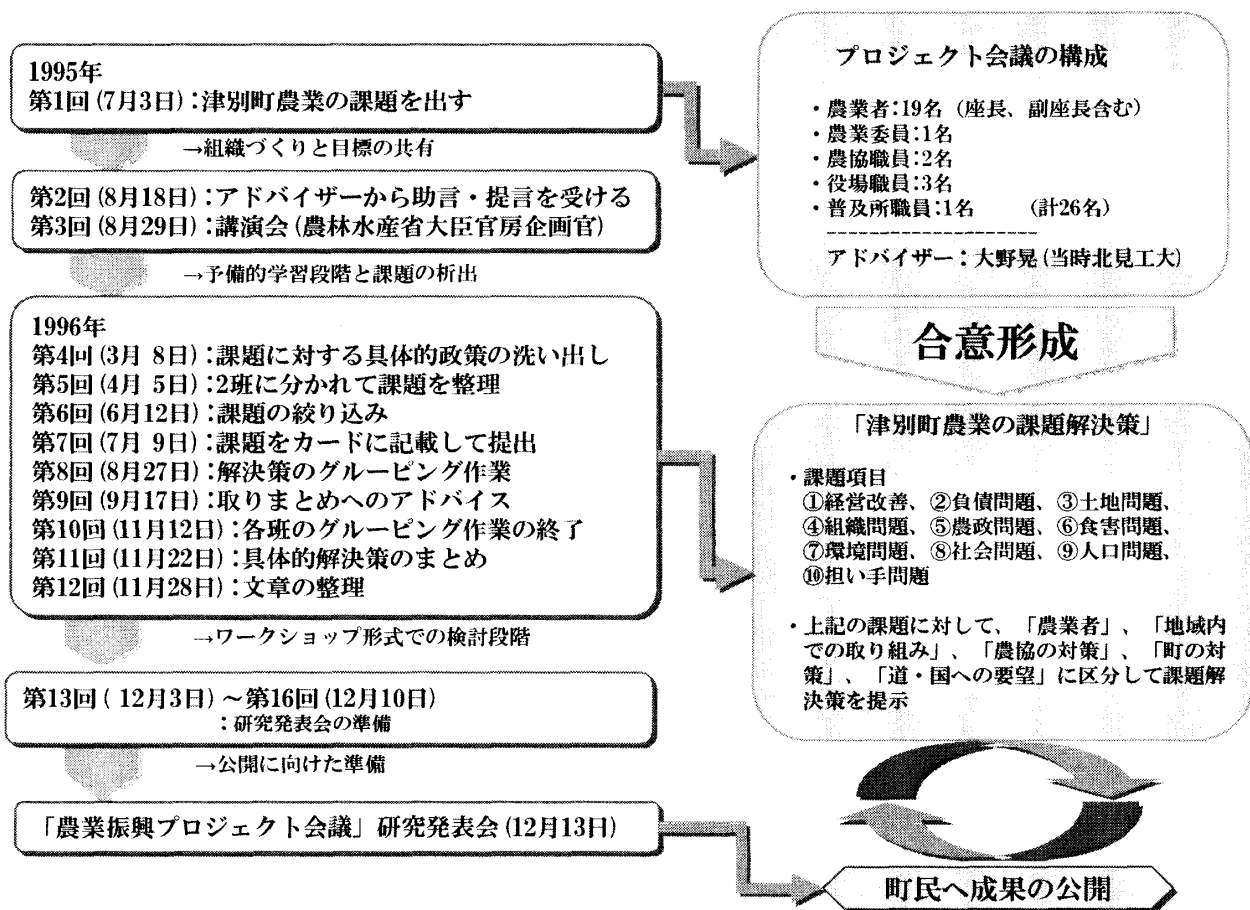 1995年
第1回(7月3日):津別町農業の課題を出す
→組織づくりと目標の共有
第2回(8月18日):アドバイザーから助言・提言を受ける
第3回(8月29日):講演会(農林水産省大臣官房企画官)
→予備的学習段階と課題の析出
1996年
第4回(3月 8日):課題に対する具体的政策の洗い出し
第5回(4月 5日):2班に分かれて課題を整理
第6回(6月12日):課題の絞り込み
第7回(7月 9日):課題をカードに記載して提出
第8回(8月27日):解決策のグルーピング作業
第9回(9月17日):取りまとめへのアドバイス
第10回(11月12日):各班のグルーピング作業の終了
第11回(11月22日):具体的解決策のまとめ
第12回(11月28日):文章の整理
→ワークショップ形式での検討段階
第13回( 12月3日)~第16回(12月10日)
:研究発表会の準備
→公開に向けた準備
「農業振興プロジェクト会議」研究発表会(12月13日)
プロジェクト会議の構成
・農業者:19名(座長、副座長含む)
・農業委員:1名
・農協職員:2名
・役場職員:3名
・普及所職員:1名 (計26名)
--------------------
アドバイザー:大野晃(当時北見工大)
合意形成
「津別町農業の課題解決策」
・課題項目
①経営改善、②負債問題、③土地問題、
④組織問題、⑤農政問題、⑥食害問題、
⑦環境問題、⑧社会問題、⑨人口問題、
⑩担い手問題
・上記の課題に対して、「農業者」、「地域内
での取り組み」、「農協の対策」、「町の対
策」、「道・国への要望」に区分して課題解
決策を提示
町民へ成果の公開